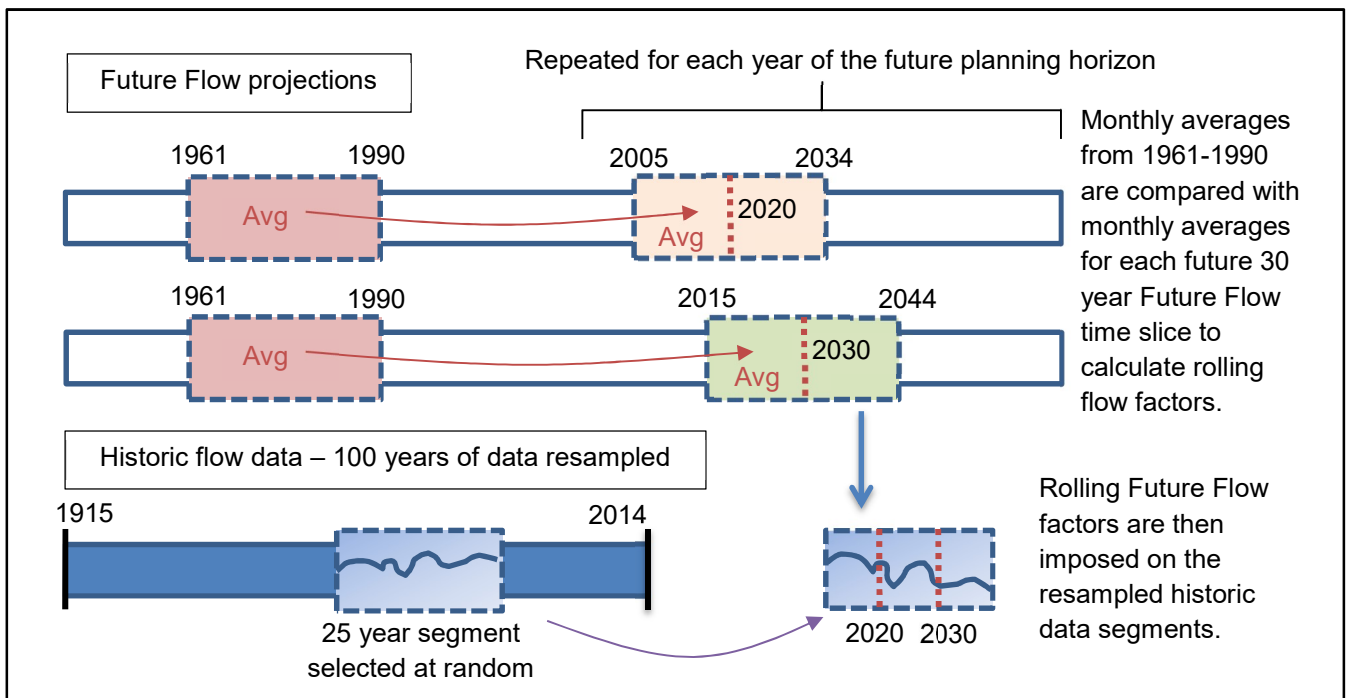 Future Flow projections
Repeated for each year of the future planning horizon
1961
1990
2005
2034
Avg
Avg
2020
1961
1990
2015
2044
Avg
Avg
2030
Monthly averages
from 1961-1990
are compared with
monthly averages
for each future 30
year Future Flow
time slice to
calculate rolling
flow factors.
Historic flow data – 100 years of data resampled
1915
2014
25 year segment
selected at random
2020
2030
Rolling Future Flow
factors are then
imposed on the
resampled historic
data segments.